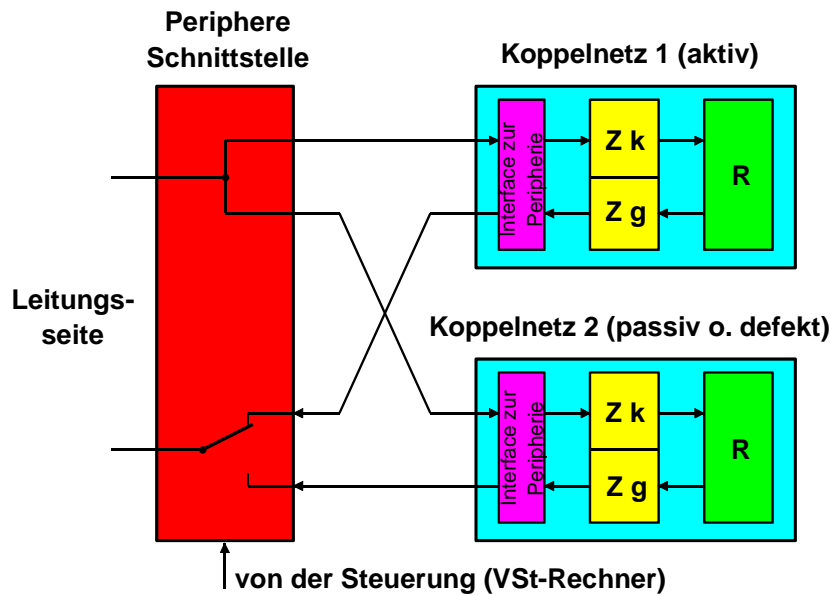 Periphere
Schnittstelle
Koppelnetz 1 (aktiv)
Interface zur
Peripherie
Z k
Z g
R
Leitungs-
seite
Koppelnetz 2 (passiv o. defekt)
Interface zur
Peripherie
Z k
Z g
R
von der Steuerung (VSt-Rechner)